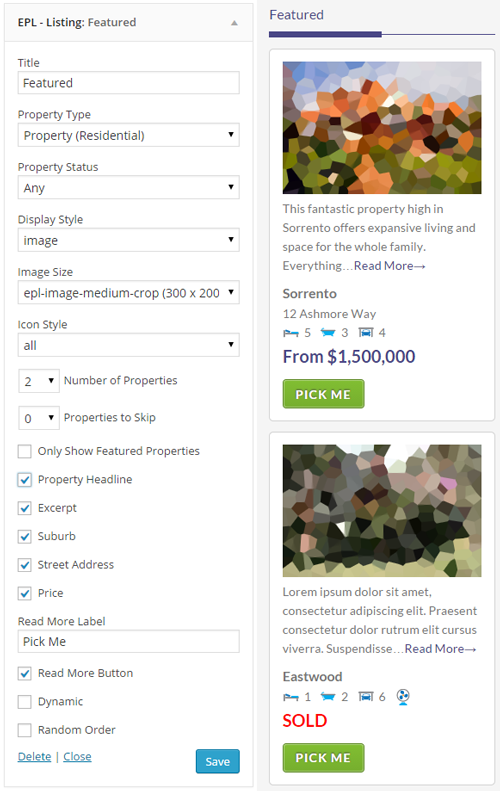 EPL - Listing: Featured
Title
Featured
Property Type
Property (Residential)
Property Status
Any
Display Style
image
Image Size
epl-image-medium-crop (300 x 200
Icon Style
all
2 Number of Properties
0 Properties to Skip
Only Show Featured Properties
Property Headline
Excerpt
Suburb
Street Address
Price
Read More Label
Pick Me
Read More Button
Dynamic
Random Order
Delete | Close
Save
Featured
This fantastic property high in
Sorrento offers expansive living and
space for the whole family.
Everything…Read More→
Sorrento
12 Ashmore Way
5 3 4
From $1,500,000
PICK ME
Lorem ipsum dolor sit amet,
consectetur adipiscing elit. Praesent
consectetur dolor rutrum elit cursus
viverra. Suspendisse…Read More→
Eastwood
1 2 6
SOLD
PICK ME